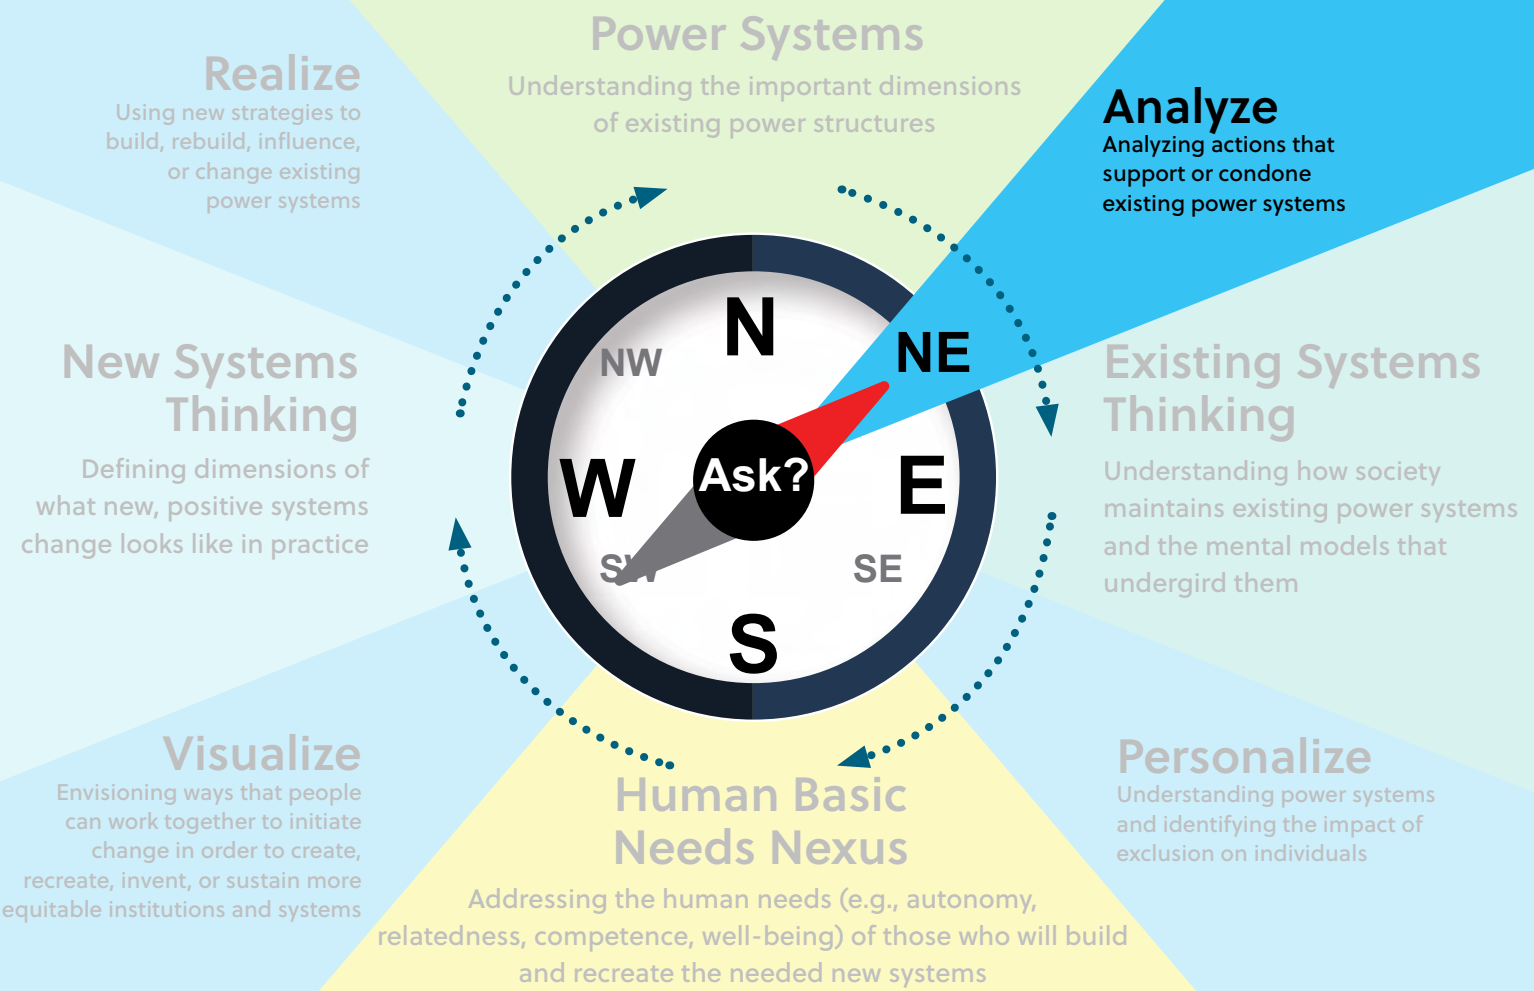 Power Systems
Understanding the important dimensions
of existing power structures
Analyze
Analyzing actions that
support or condone
existing power systems
Existing Systems
Thinking
Understanding how society
maintains existing power systems
and the mental models that
undergird them
Personalize
Understanding power systems
and identifying the impact of
exclusion on individuals
Human Basic
Needs Nexus
Addressing the human needs (e.g., autonomy,
relatedness, competence, well-being) of those who will build
and recreate the needed new systems
Visualize
Envisioning ways that people
can work together to initiate
change in order to create,
recreate, invent, or sustain more
equitable institutions and systems
New Systems
Thinking
Defining dimensions of
what new, positive systems
change looks like in practice
Realize
Using new strategies to
build, rebuild, influence,
or change existing
power systems
N
NE
E
SE
S
SW
W
NW
Ask?